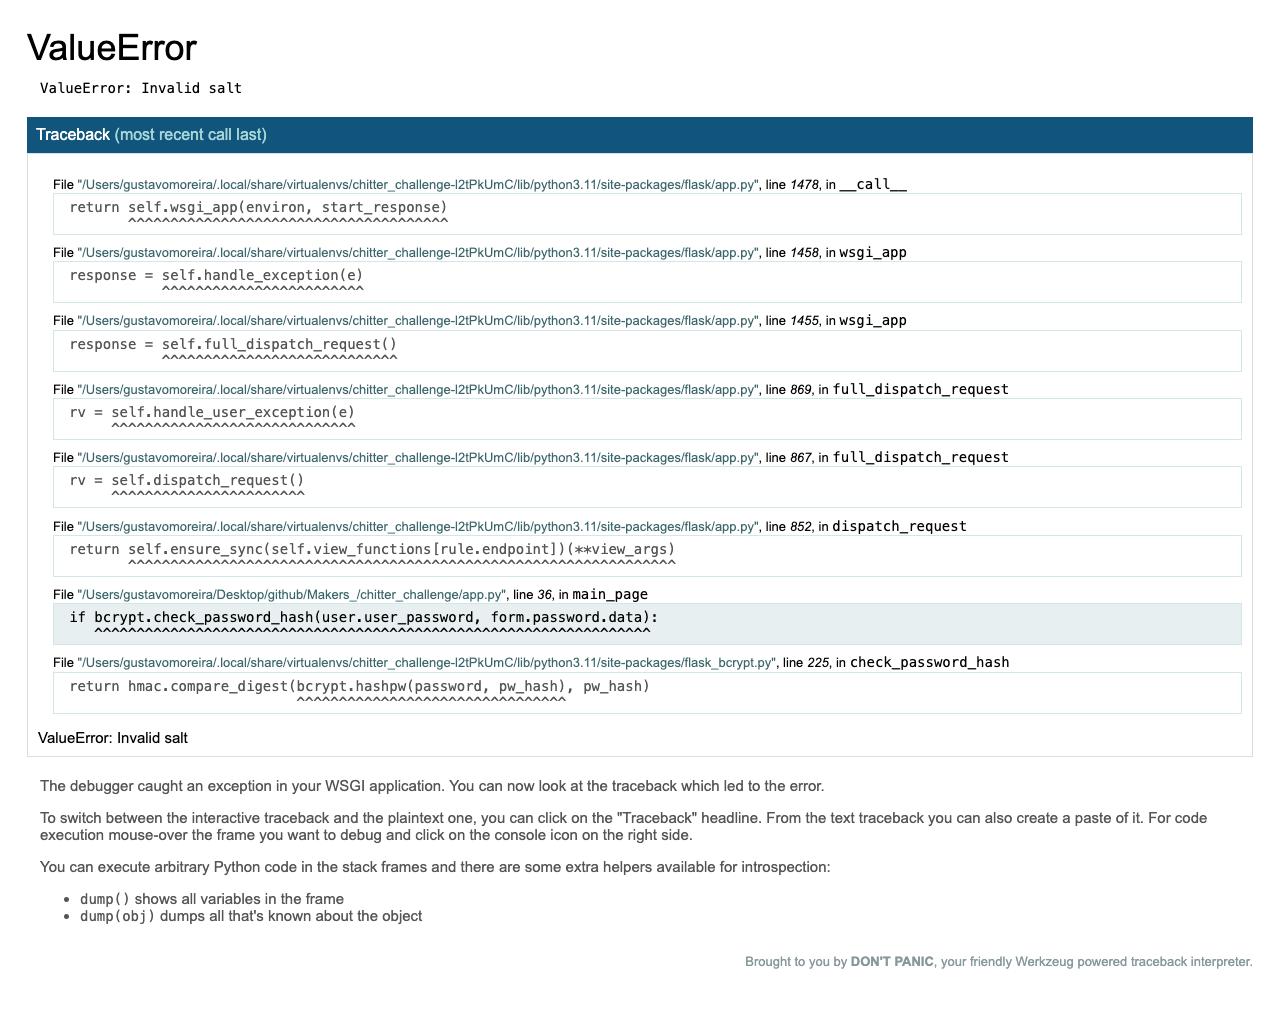 ValueError
ValueError: Invalid salt
Traceback (most recent call last)
File "/Users/gustavomoreira/.local/share/virtualenvs/chitter_challenge-l2tPkUmC/lib/python3.11/site-packages/flask/app.py", line 1478, in __call__
return self.wsgi_app(environ, start_response)
^^^^^^^^^^^^^^^^^^^^^^^^^^^^^^^^^^^^^^
File "/Users/gustavomoreira/.local/share/virtualenvs/chitter_challenge-l2tPkUmC/lib/python3.11/site-packages/flask/app.py", line 1458, in wsgi_app
response = self.handle_exception(e)
^^^^^^^^^^^^^^^^^^^^^^^^
File "/Users/gustavomoreira/.local/share/virtualenvs/chitter_challenge-l2tPkUmC/lib/python3.11/site-packages/flask/app.py", line 1455, in wsgi_app
response = self.full_dispatch_request()
^^^^^^^^^^^^^^^^^^^^^^^^^^^^
File "/Users/gustavomoreira/.local/share/virtualenvs/chitter_challenge-l2tPkUmC/lib/python3.11/site-packages/flask/app.py", line 869, in full_dispatch_request
rv = self.handle_user_exception(e)
^^^^^^^^^^^^^^^^^^^^^^^^^^^^^
File "/Users/gustavomoreira/.local/share/virtualenvs/chitter_challenge-l2tPkUmC/lib/python3.11/site-packages/flask/app.py", line 867, in full_dispatch_request
rv = self.dispatch_request()
^^^^^^^^^^^^^^^^^^^^^^^
File "/Users/gustavomoreira/.local/share/virtualenvs/chitter_challenge-l2tPkUmC/lib/python3.11/site-packages/flask/app.py", line 852, in dispatch_request
return self.ensure_sync(self.view_functions[rule.endpoint])(**view_args)
^^^^^^^^^^^^^^^^^^^^^^^^^^^^^^^^^^^^^^^^^^^^^^^^^^^^^^^^^^^^^^^^^
File "/Users/gustavomoreira/Desktop/github/Makers_/chitter_challenge/app.py", line 36, in main_page
if bcrypt.check_password_hash(user.user_password, form.password.data):
^^^^^^^^^^^^^^^^^^^^^^^^^^^^^^^^^^^^^^^^^^^^^^^^^^^^^^^^^^^^^^^^^^
File "/Users/gustavomoreira/.local/share/virtualenvs/chitter_challenge-l2tPkUmC/lib/python3.11/site-packages/flask_bcrypt.py", line 225, in check_password_hash
return hmac.compare_digest(bcrypt.hashpw(password, pw_hash), pw_hash)
^^^^^^^^^^^^^^^^^^^^^^^^^^^^^^^^
ValueError: Invalid salt
The debugger caught an exception in your WSGI application. You can now look at the traceback which led to the error.
To switch between the interactive traceback and the plaintext one, you can click on the "Traceback" headline. From the text traceback you can also create a paste of it. For code
execution mouse-over the frame you want to debug and click on the console icon on the right side.
You can execute arbitrary Python code in the stack frames and there are some extra helpers available for introspection:
• dump() shows all variables in the frame
• dump(obj) dumps all that's known about the object
Brought to you by DON'T PANIC, your friendly Werkzeug powered traceback interpreter.